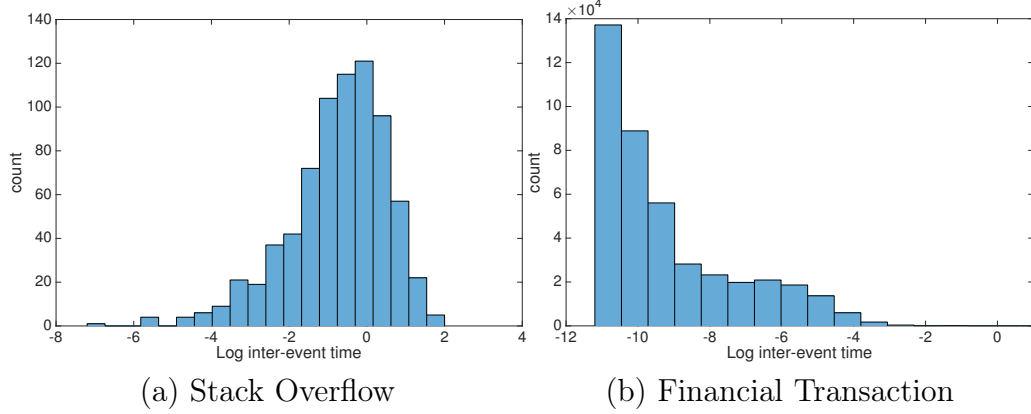 140
120
100
80
60
40
20
0
count
-8 -6 -4 -2 0 2 4
Log inter-event time
(a) Stack Overflow
×10⁴
14
12
10
8
6
4
2
0
count
-12 -10 -8 -6 -4 -2 0
Log inter-event time
(b) Financial Transaction